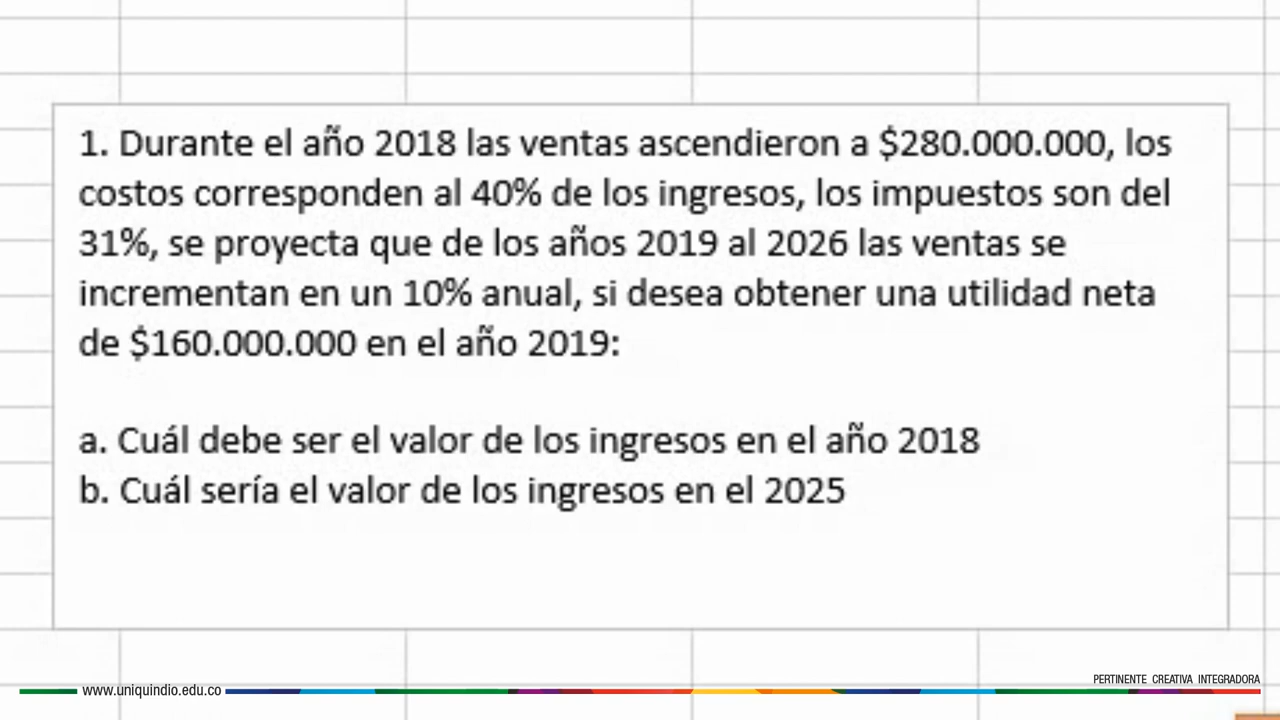 1. Durante el año 2018 las ventas ascendieron a $280.000.000, los
costos corresponden al 40% de los ingresos, los impuestos son del
31%, se proyecta que de los años 2019 al 2026 las ventas se
incrementan en un 10% anual, si desea obtener una utilidad neta
de $160.000.000 en el año 2019:
a. Cuál debe ser el valor de los ingresos en el año 2018
b. Cuál sería el valor de los ingresos en el 2025
PERTINENTE CREATIVA INTEGRADORA
www.uniquindio.edu.co